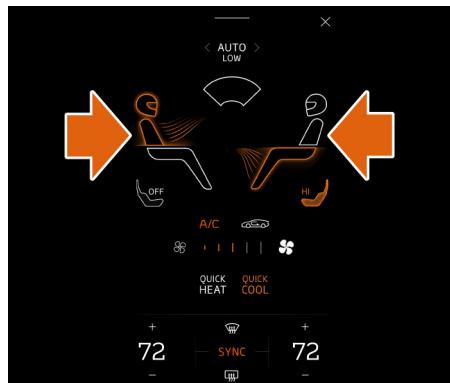 AUTO
LOW
OFF
HI
A/C
QUICK HEAT
QUICK COOL
+ +
72 SYNC 72
- -